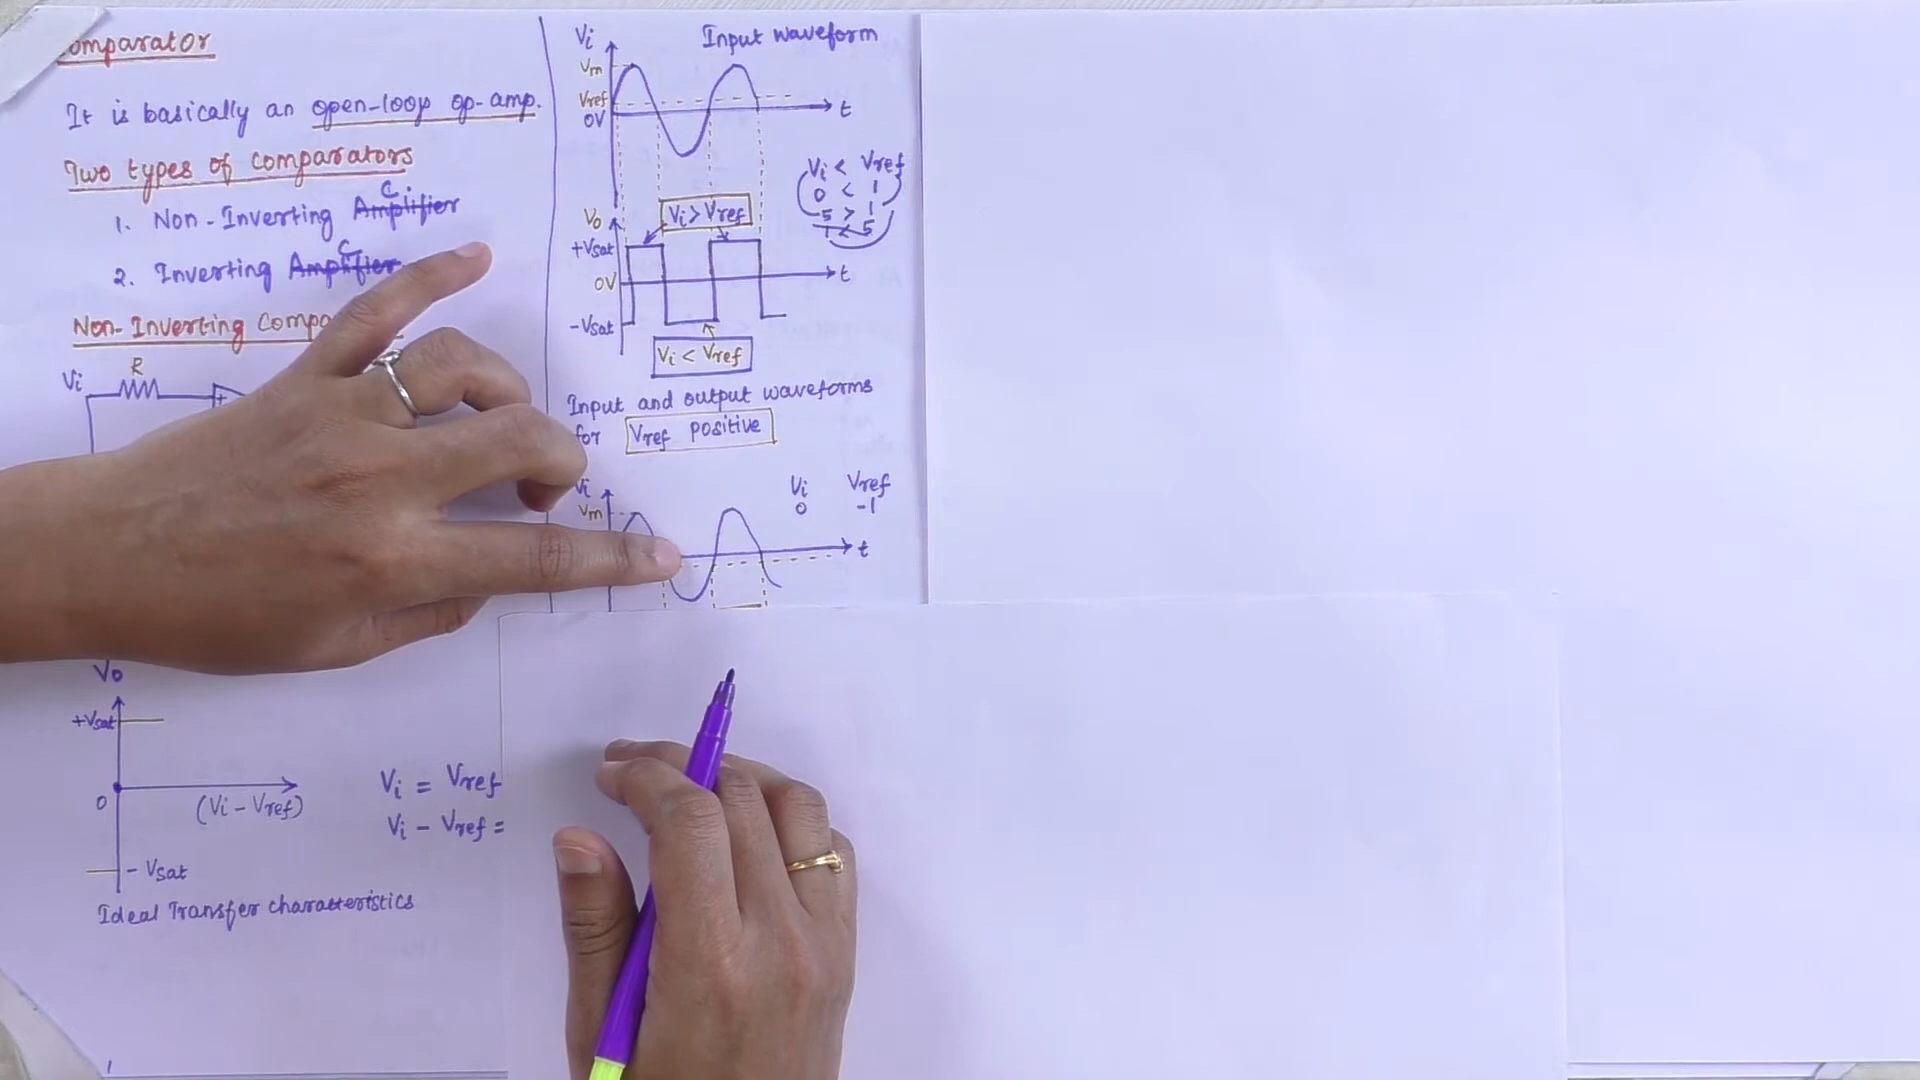 omparator
It is basically an open-loop op-amp.
Two types of comparators
C.
1. Non-Inverting Amplifier
C
2. Inverting Amplifier
Non-Inverting Compa
R
Vi
+
Vo
+Vsat
0
(Vi - Vref)
- Vsat
Ideal Transfer characteristics
Vi = Vref
Vi - Vref =
Vi
Input waveform
Vm
Vref
0V
t
Vi < Vref
0 < 1
5 > 1
1 < 5
Vo
Vi > Vref
+Vsat
0V
t
-Vsat
Vi < Vref
Input and output waveforms
for Vref positive
Vi
Vm
t
Vi Vref
0 -1